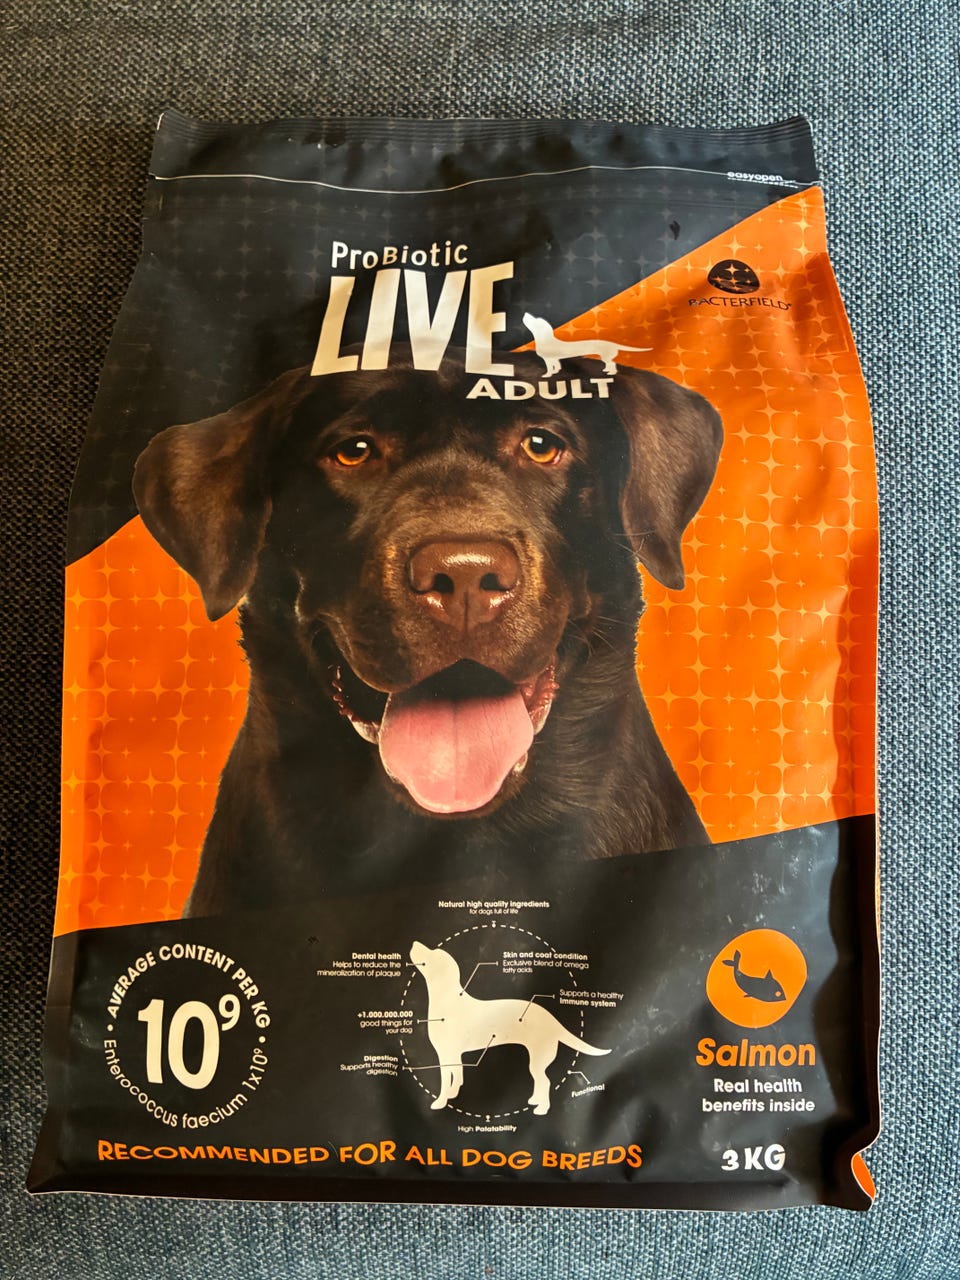 easyopen
ProBiotic
LIVE
ADULT
BACTERFIELD®
Natural high quality ingredients
for dogs full of life
Dental health
Helps to reduce the
mineralization of plaque
Skin and coat condition
Exclusive blend of omega
fatty acids
Supports a healthy
Immune system
+1.000.000.000
good things for
your dog
Digestion
Supports healthy
digestion
Functional
High Palatability
• AVERAGE CONTENT PER KG •
10⁹
Enterococcus faecium 1x10⁹
Salmon
Real health
benefits inside
RECOMMENDED FOR ALL DOG BREEDS
3 KG